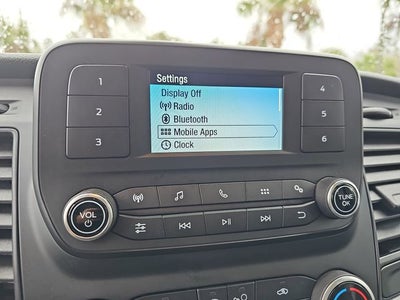 Settings
Display Off
Radio
Bluetooth
Mobile Apps
Clock
1
2
3
4
5
6
VOL
TUNE
OK